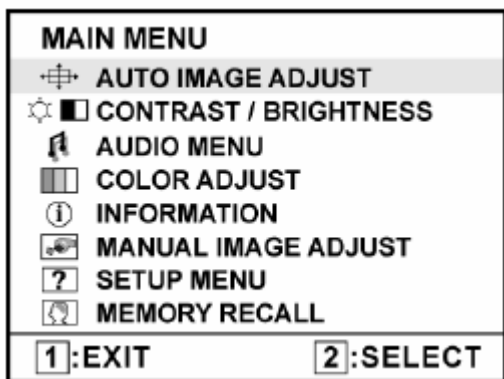 MAIN MENU
AUTO IMAGE ADJUST
CONTRAST / BRIGHTNESS
AUDIO MENU
COLOR ADJUST
INFORMATION
MANUAL IMAGE ADJUST
? SETUP MENU
MEMORY RECALL
1:EXIT 2:SELECT